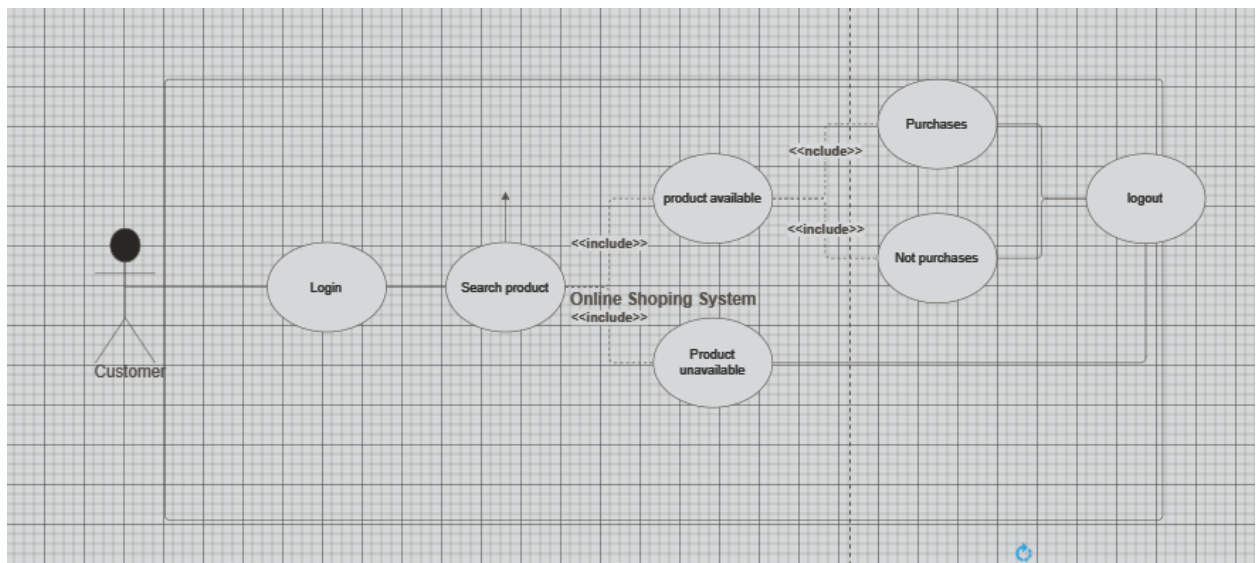 Purchases
<<nclude>>
product available
logout
<<include>>
<<include>>
Not purchases
Login
Search product
Online Shoping System
<<include>>
Product
unavailable
Customer